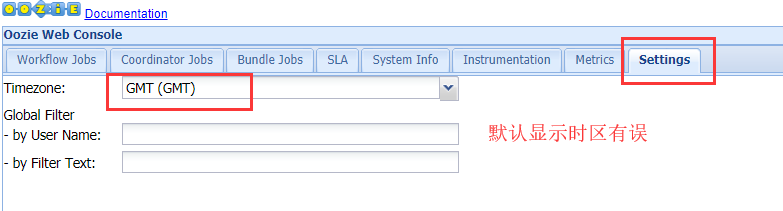 OOZIE Documentation
Oozie Web Console
Workflow Jobs Coordinator Jobs Bundle Jobs SLA System Info Instrumentation Metrics Settings
Timezone: GMT (GMT)
Global Filter
- by User Name:
默认显示时区有误
- by Filter Text: